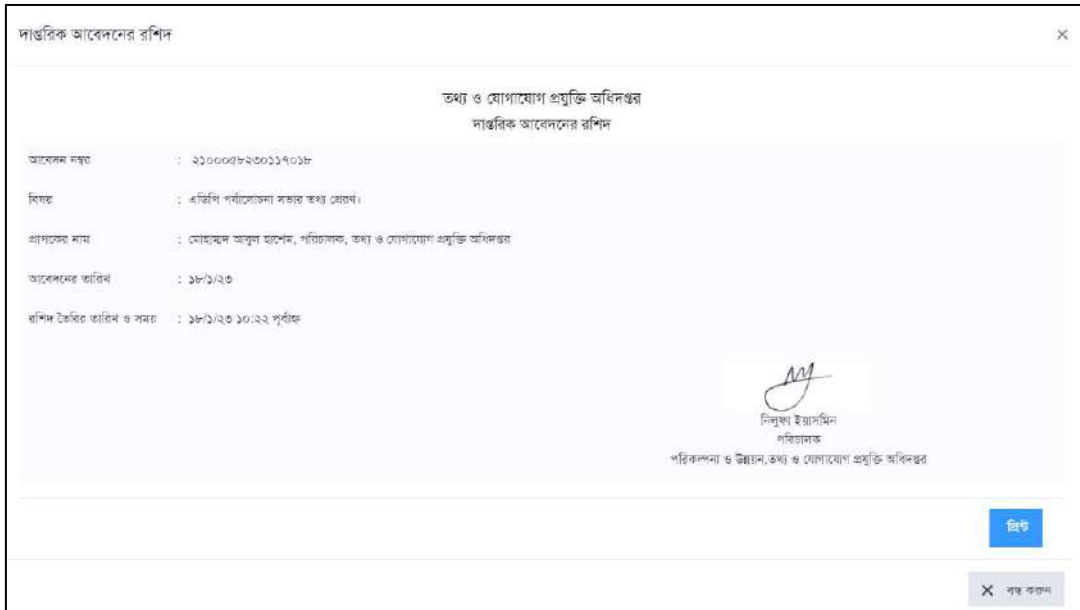 দাপ্তরিক আবেদনের রশিদ
তথ্য ও যোগাযোগ প্রযুক্তি অধিদপ্তর
দাপ্তরিক আবেদনের রশিদ
আবেদন নম্বর : ২১০০০৫৮২৩০১১৭০১৮
বিষয় : এডিপি পর্যালোচনা সভার তথ্য প্রেরণ।
প্রাপকের নাম : মোহাম্মদ আবুল হাশেম, পরিচালক, তথ্য ও যোগাযোগ প্রযুক্তি অধিদপ্তর
আবেদনের তারিখ : ১৮/১/২৩
রশিদ তৈরির তারিখ ও সময় : ১৮/১/২৩ ১০:২২ পূর্বাহ্ন
নিলুফা ইয়াসমিন
পরিচালক
পরিকল্পনা ও উন্নয়ন,তথ্য ও যোগাযোগ প্রযুক্তি অধিদপ্তর
প্রিন্ট
বন্ধ করুন